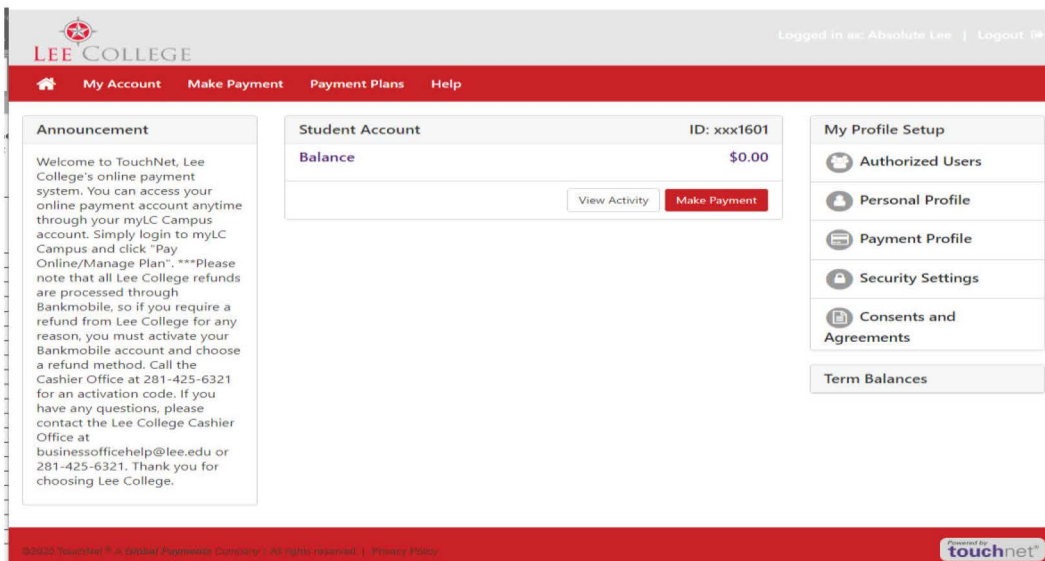 LEE COLLEGE
Logged in as: Absolute Lee | Logout
My Account Make Payment Payment Plans Help
Announcement
Welcome to TouchNet, Lee
College's online payment
system. You can access your
online payment account anytime
through your myLC Campus
account. Simply login to myLC
Campus and click "Pay
Online/Manage Plan". ***Please
note that all Lee College refunds
are processed through
Bankmobile, so if you require a
refund from Lee College for any
reason, you must activate your
Bankmobile account and choose
a refund method. Call the
Cashier Office at 281-425-6321
for an activation code. If you
have any questions, please
contact the Lee College Cashier
Office at
businessofficehelp@lee.edu or
281-425-6321. Thank you for
choosing Lee College.
Student Account ID: xxx1601
Balance $0.00
View Activity Make Payment
My Profile Setup
Authorized Users
Personal Profile
Payment Profile
Security Settings
Consents and
Agreements
Term Balances
TouchNet® A Global Payments Company | All rights reserved. | Privacy Policy
Powered by
touchnet®